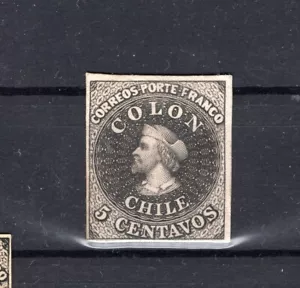 CORREOS PORTE FRANCO
COLON
CHILE
5 CENTAVOS